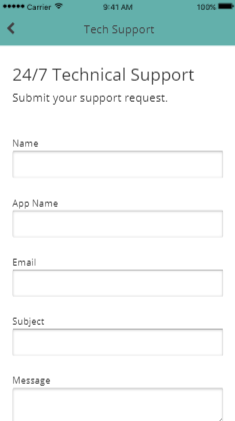 Carrier 9:41 AM 100%
Tech Support
24/7 Technical Support
Submit your support request.
Name
App Name
Email
Subject
Message